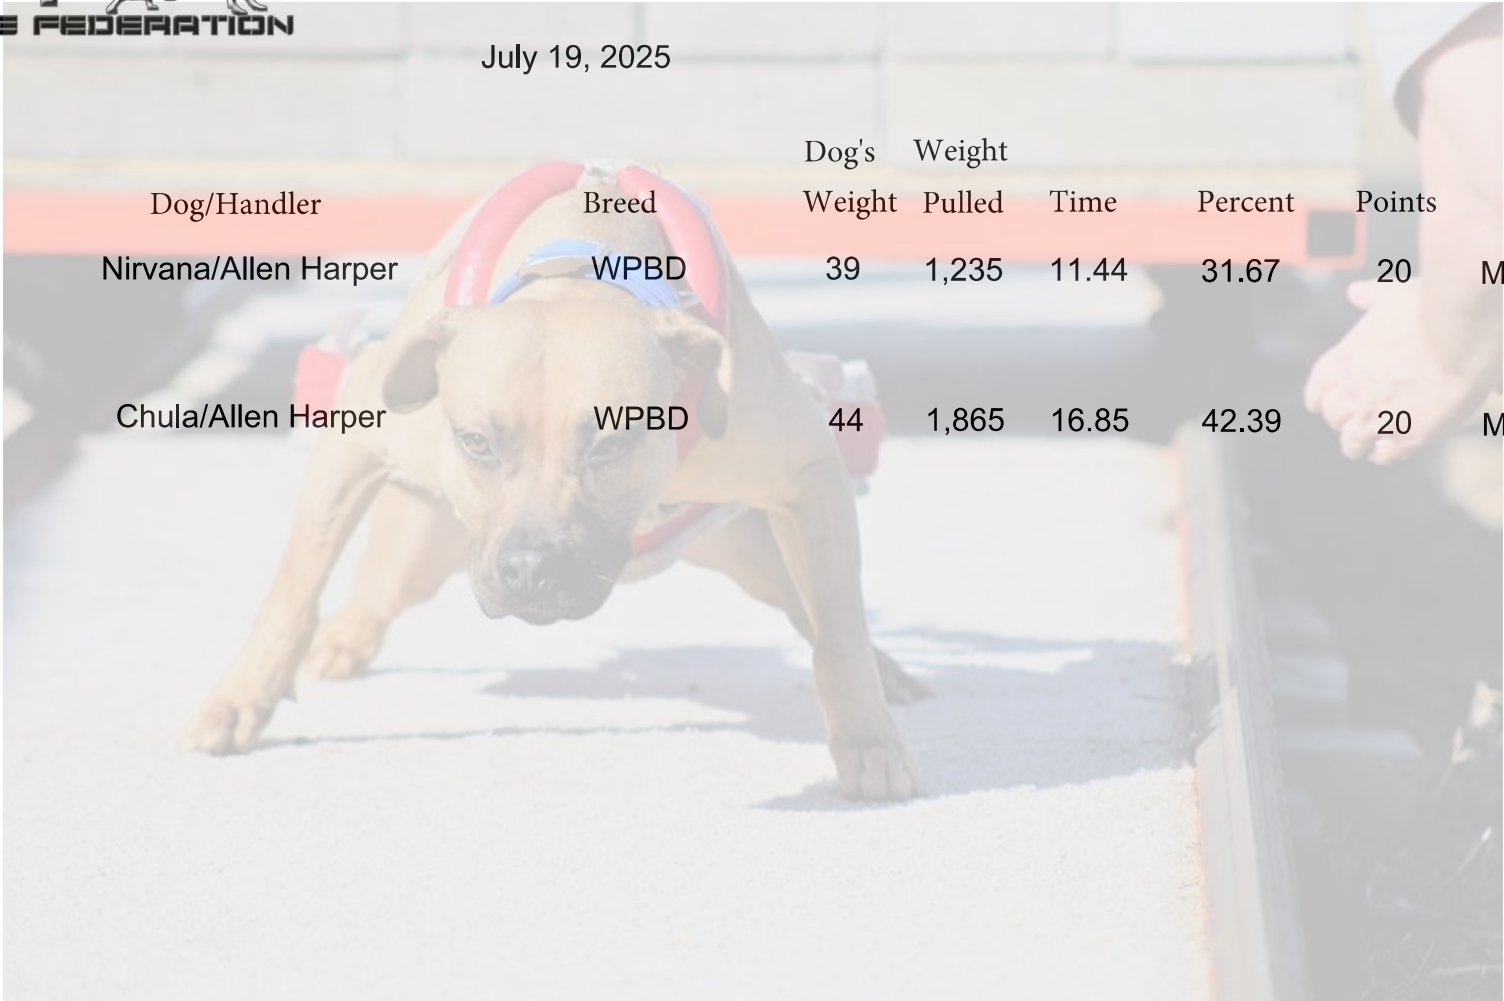 FEDERATION
July 19, 2025
Dog's Weight
Dog/Handler Breed Weight Pulled Time Percent Points
Nirvana/Allen Harper WPBD 39 1,235 11.44 31.67 20 M
Chula/Allen Harper WPBD 44 1,865 16.85 42.39 20 M